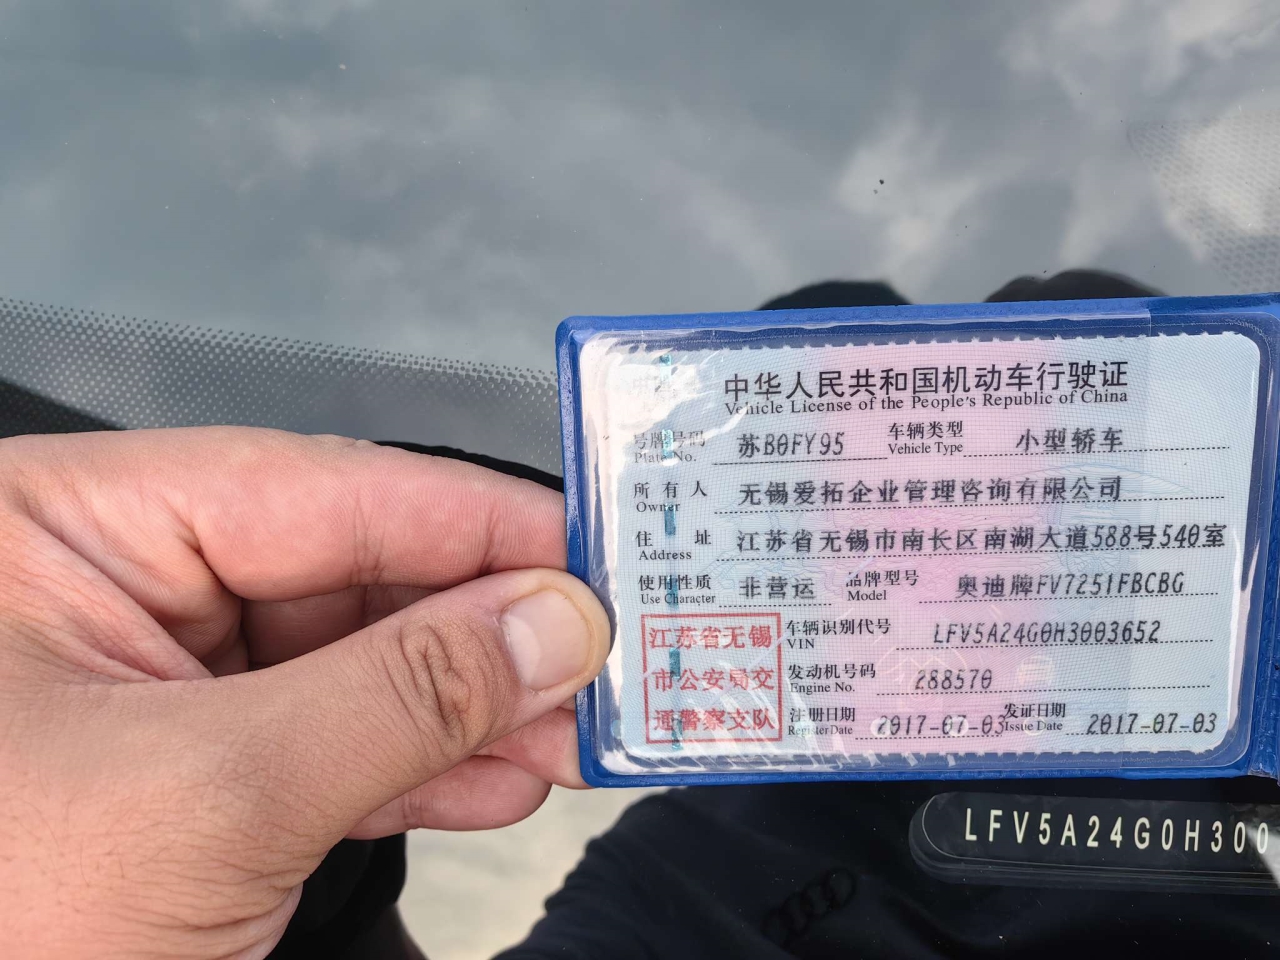 中华人民共和国机动车行驶证
Vehicle License of the People's Republic of China
号牌号码 苏B0FY95 车辆类型 小型轿车
Plate No. Vehicle Type
所有人 无锡爱拓企业管理咨询有限公司
Owner
住址 江苏省无锡市南长区南湖大道588号540室
Address
使用性质 非营运 品牌型号 奥迪牌FV7251FBCBG
Use Character Model
江苏省无锡
市公安局交
通警察支队
车辆识别代号 LFV5A24G0H3003652
VIN
发动机号码 288570
Engine No.
注册日期 2017-07-03 发证日期 2017-07-03
Register Date Issue Date
LFV5A24G0H300